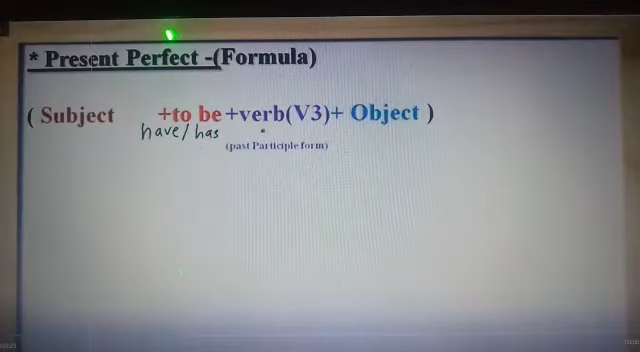 * Present Perfect -(Formula)
( Subject +to be +verb(V3)+ Object )
have/has
(past Participle form)